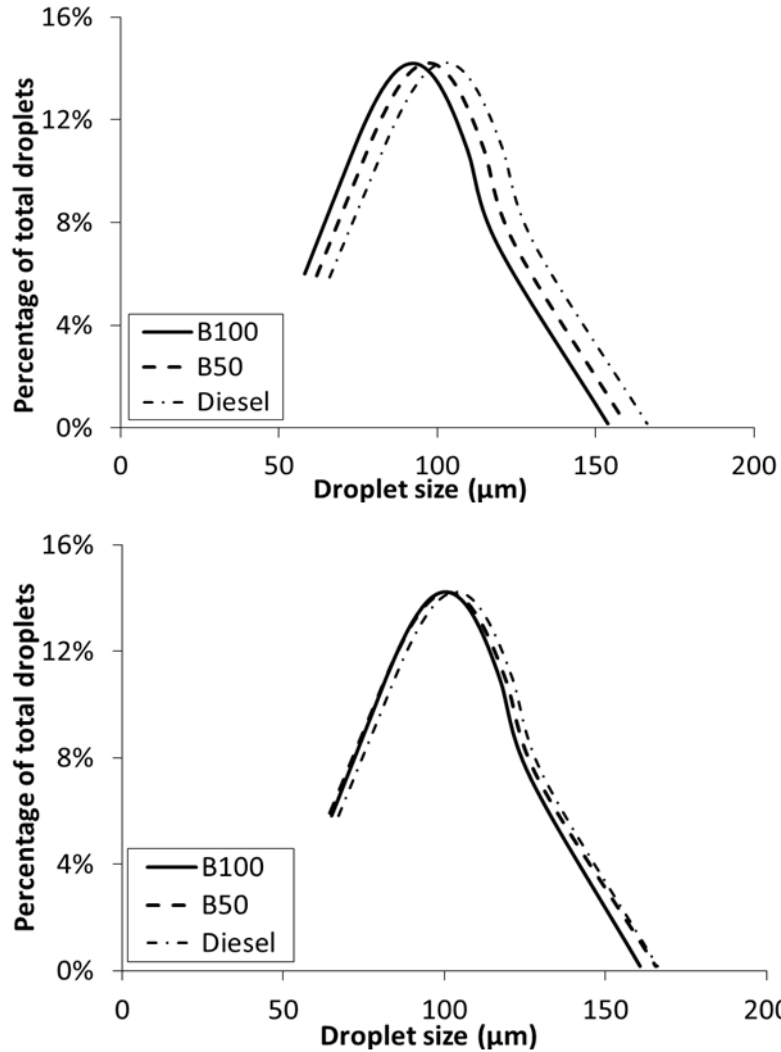 16%
12%
8%
4%
0%
Percentage of total droplets
B100
B50
Diesel
0 50 100 150 200
Droplet size (µm)
16%
12%
8%
4%
0%
Percentage of total droplets
B100
B50
Diesel
0 50 100 150 200
Droplet size (µm)